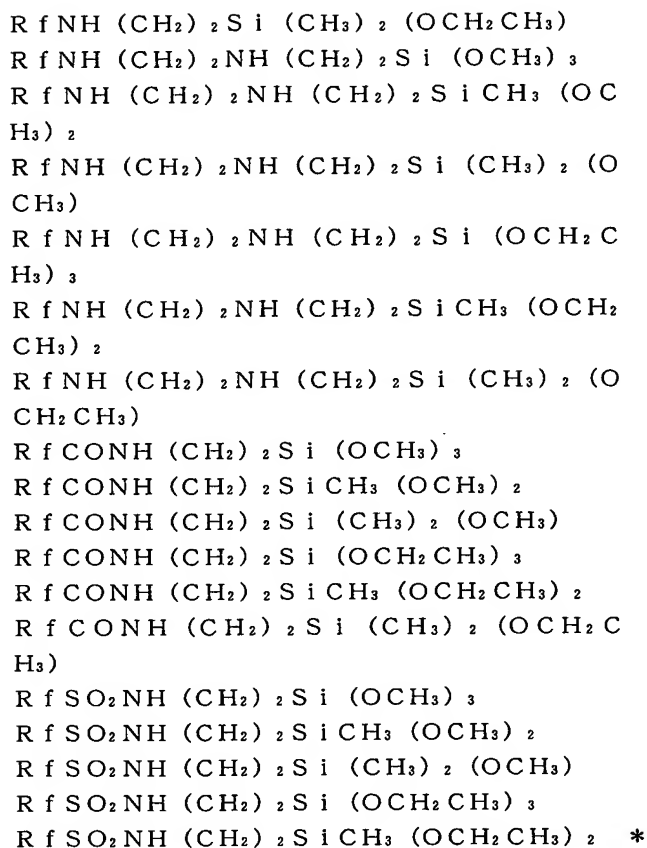 RfNH (CH₂) ₂Si (CH₃) ₂ (OCH₂CH₃)
RfNH (CH₂) ₂NH (CH₂) ₂Si (OCH₃) ₃
RfNH (CH₂) ₂NH (CH₂) ₂SiCH₃ (OC
H₃) ₂
RfNH (CH₂) ₂NH (CH₂) ₂Si (CH₃) ₂ (O
CH₃)
RfNH (CH₂) ₂NH (CH₂) ₂Si (OCH₂C
H₃) ₃
RfNH (CH₂) ₂NH (CH₂) ₂SiCH₃ (OCH₂
CH₃) ₂
RfNH (CH₂) ₂NH (CH₂) ₂Si (CH₃) ₂ (O
CH₂CH₃)
RfCONH (CH₂) ₂Si (OCH₃) ₃
RfCONH (CH₂) ₂SiCH₃ (OCH₃) ₂
RfCONH (CH₂) ₂Si (CH₃) ₂ (OCH₃)
RfCONH (CH₂) ₂Si (OCH₂CH₃) ₃
RfCONH (CH₂) ₂SiCH₃ (OCH₂CH₃) ₂
RfCONH (CH₂) ₂Si (CH₃) ₂ (OCH₂C
H₃)
RfSO₂NH (CH₂) ₂Si (OCH₃) ₃
RfSO₂NH (CH₂) ₂SiCH₃ (OCH₃) ₂
RfSO₂NH (CH₂) ₂Si (CH₃) ₂ (OCH₃)
RfSO₂NH (CH₂) ₂Si (OCH₂CH₃) ₃
RfSO₂NH (CH₂) ₂SiCH₃ (OCH₂CH₃) ₂ *